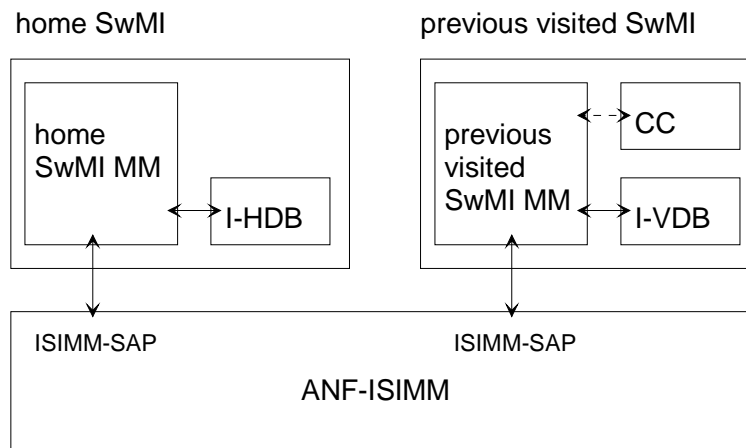 home SwMI
previous visited SwMI
home
SwMI MM
I-HDB
previous
visited
SwMI MM
CC
I-VDB
ISIMM-SAP
ISIMM-SAP
ANF-ISIMM